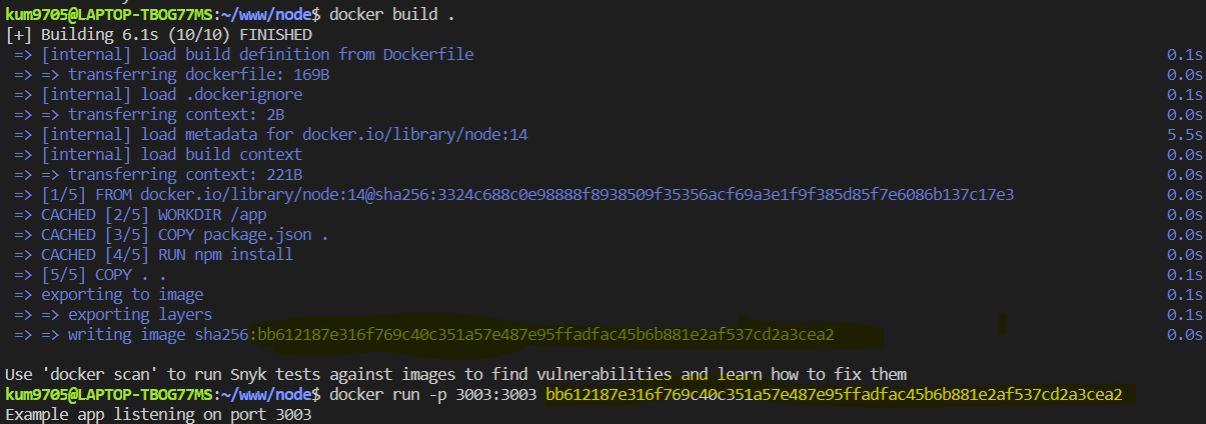 kum9705@LAPTOP-TBOG77MS:~/www/node$ docker build .
[+] Building 6.1s (10/10) FINISHED
=> [internal] load build definition from Dockerfile 0.1s
=> => transferring dockerfile: 169B 0.0s
=> [internal] load .dockerignore 0.1s
=> => transferring context: 2B 0.0s
=> [internal] load metadata for docker.io/library/node:14 5.5s
=> [internal] load build context 0.0s
=> => transferring context: 221B 0.0s
=> [1/5] FROM docker.io/library/node:14@sha256:3324c688c0e98888f8938509f35356acf69a3e1f9f385d85f7e6086b137c17e3 0.0s
=> CACHED [2/5] WORKDIR /app 0.0s
=> CACHED [3/5] COPY package.json . 0.0s
=> CACHED [4/5] RUN npm install 0.0s
=> [5/5] COPY . . 0.1s
=> exporting to image 0.1s
=> => exporting layers 0.1s
=> => writing image sha256:bb612187e316f769c40c351a57e487e95ffadfac45b6b881e2af537cd2a3cea2 0.0s
Use 'docker scan' to run Snyk tests against images to find vulnerabilities and learn how to fix them
kum9705@LAPTOP-TBOG77MS:~/www/node$ docker run -p 3003:3003 bb612187e316f769c40c351a57e487e95ffadfac45b6b881e2af537cd2a3cea2
Example app listening on port 3003